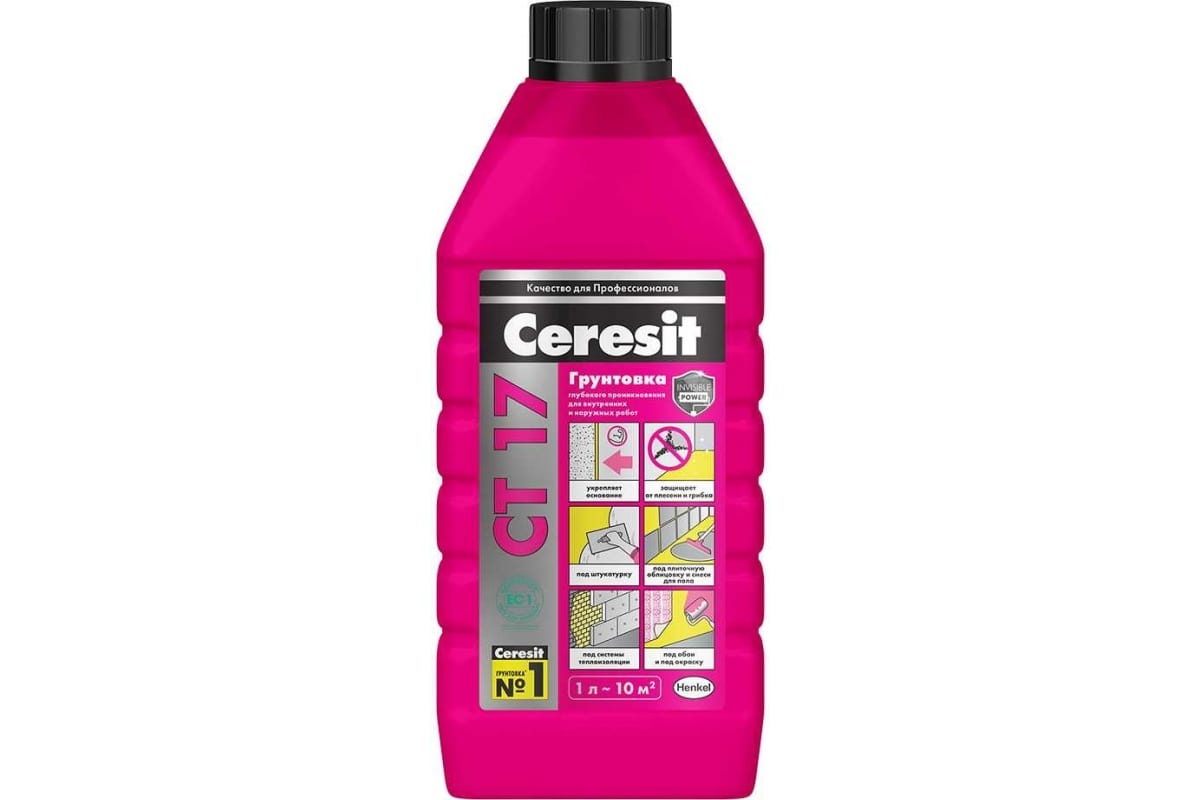 Качество для Профессионалов
Ceresit
CT 17
Грунтовка
глубокого проникновения
для внутренних
и наружных работ
INVISIBLE
POWER
укрепляет
основание
защищает
от плесени и грибка
под штукатурку
под плиточную
облицовку и смеси
для пола
под системы
теплоизоляции
под обои
и под окраску
EC 1
Ceresit
ГРУНТОВКА
№1
1 л ~ 10 м²
Henkel